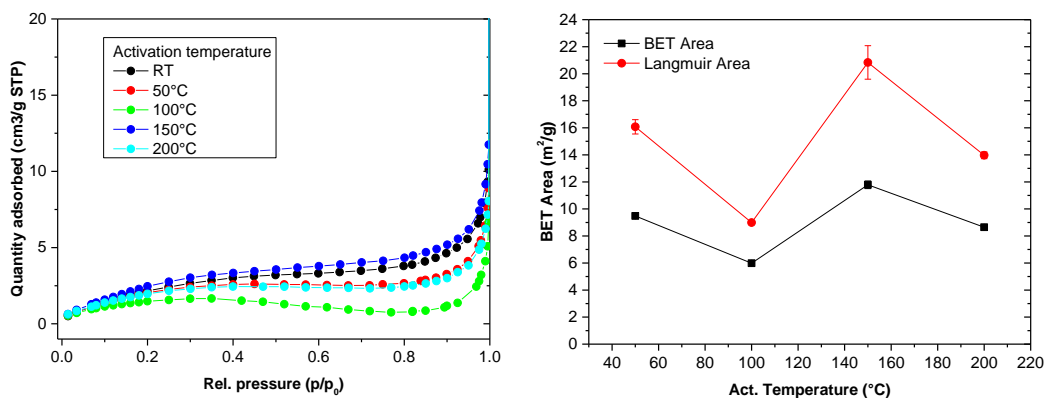 20
15
10
5
0
0.0
0.2
0.4
0.6
0.8
1.0
Quantity adsorbed (cm3/g STP)
Rel. pressure (p/p₀)
Activation temperature
RT
50°C
100°C
150°C
200°C
24
22
20
18
16
14
12
10
8
6
4
2
0
40
60
80
100
120
140
160
180
200
220
BET Area (m²/g)
Act. Temperature (°C)
BET Area
Langmuir Area